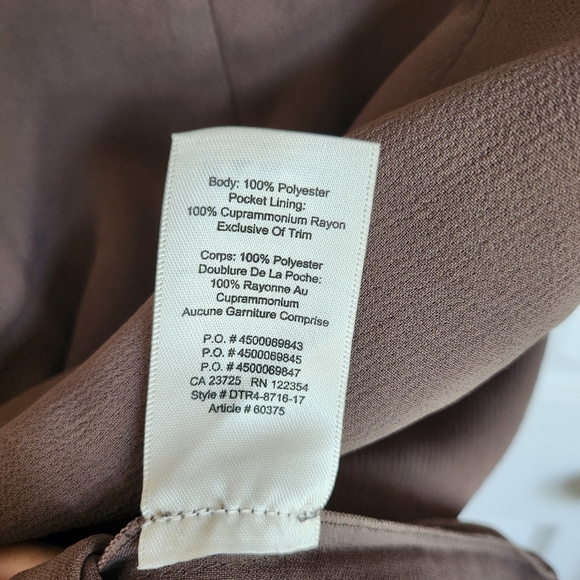 Body: 100% Polyester
Pocket Lining:
100% Cuprammonium Rayon
Exclusive Of Trim
Corps: 100% Polyester
Doublure De La Poche:
100% Rayonne Au
Cuprammonium
Aucune Garniture Comprise
P.O. # 4500069843
P.O. # 4500069845
P.O. # 4500069847
CA 23725 RN 122354
Style # DTR4-8716-17
Article # 60375